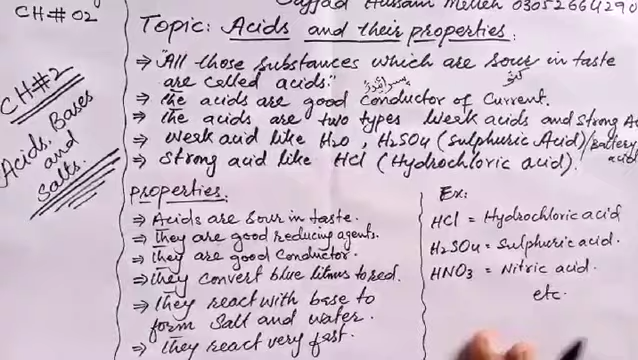 CH# 02
Sajjad Hussain 03052664290
Topic: Acids and their properties.
⇒ "All those substances which are sour in taste
are called acids."
⇒ the acids are good conductor of Current.
⇒ the acids are two types Weak acids and Strong A
⇒ Weak acid like H2O, H2SO4 (Sulphuric Acid)/battery
acid
⇒ Strong acid like HCl (Hydrochloric acid).
CH#2
Acids, Bases
and
Salts.
Properties:
⇒ Acids are sour in taste.
⇒ They are good reducing agents.
⇒ they are good Conductor.
⇒ they convert blue litmus to red.
⇒ they react with base to
form Salt and water.
⇒ they react very fast.
Ex:
HCl = Hydrochloric acid
H2SO4 = Sulphuric acid.
HNO3 = Nitric acid.
etc.